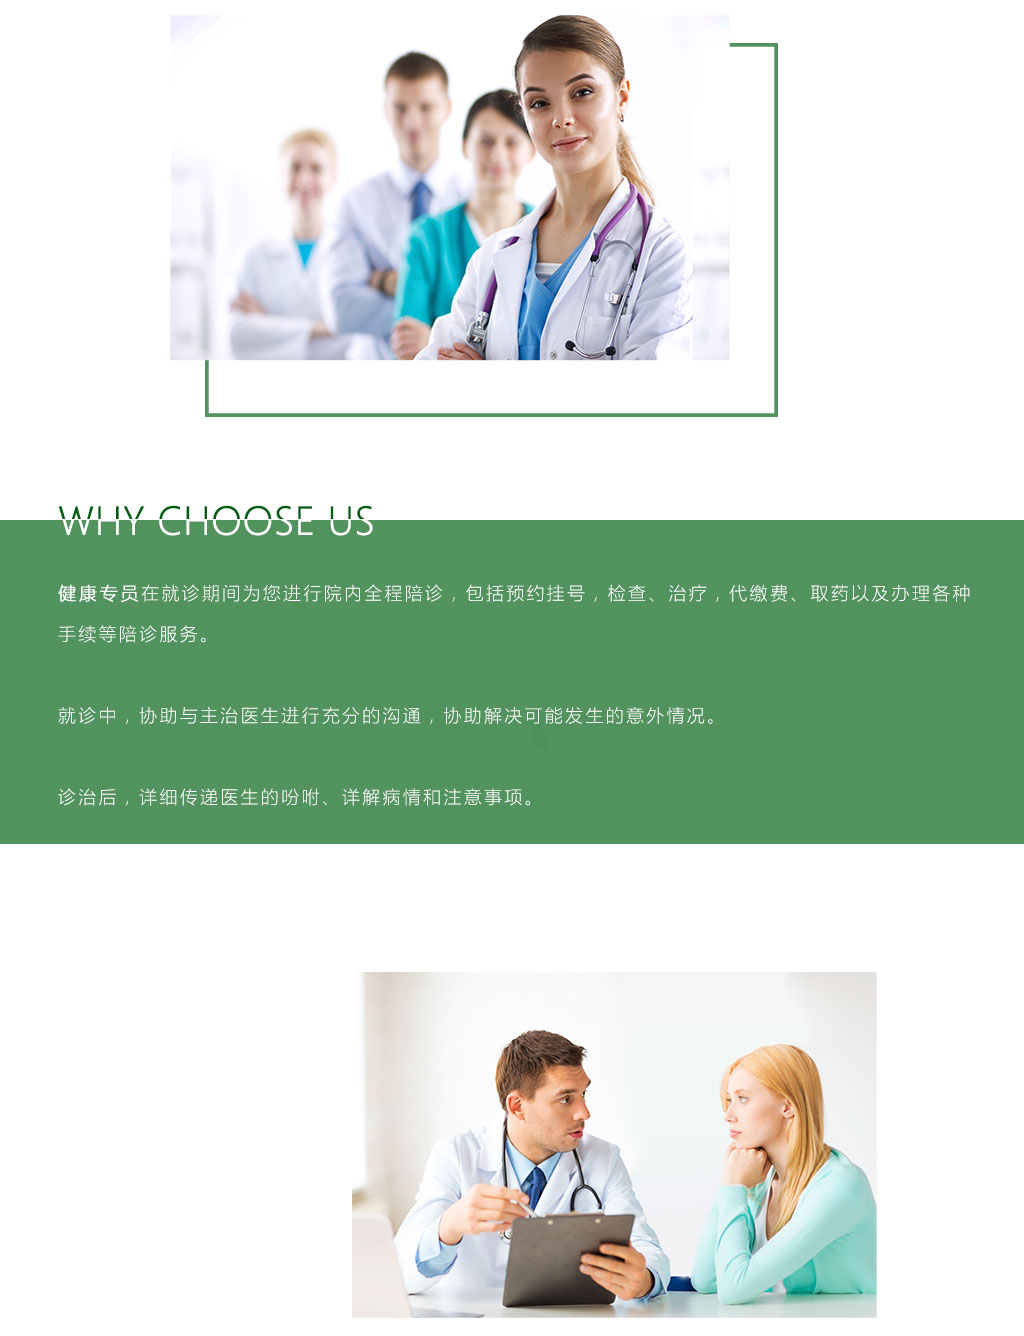 WHY CHOOSE US
健康专员在就诊期间为您进行院内全程陪诊，包括预约挂号，检查、治疗，代缴费、取药以及办理各种
手续等陪诊服务。
就诊中，协助与主治医生进行充分的沟通，协助解决可能发生的意外情况。
诊治后，详细传递医生的吩咐、详解病情和注意事项。